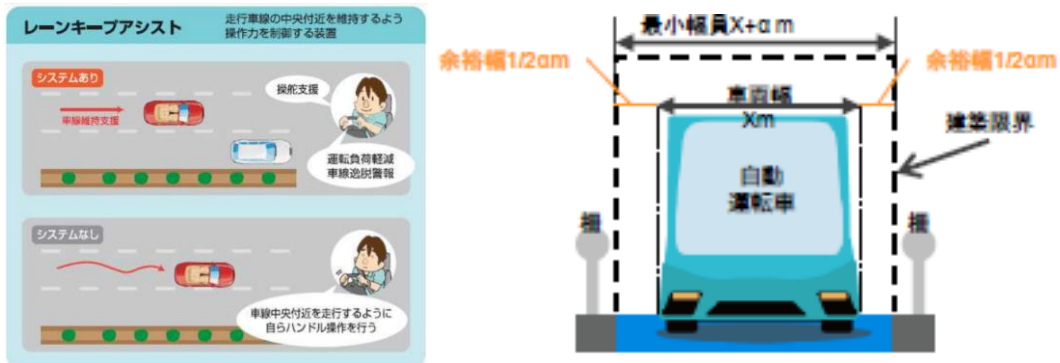 レーンキープアシスト
走行車線の中央付近を維持するよう
操作力を制御する装置
システムあり
車線維持支援
操舵支援
運転負荷軽減
車線逸脱警報
システムなし
車線中央付近を走行するように
自らハンドル操作を行う
最小幅員X+αm
余裕幅1/2αm
余裕幅1/2αm
車両幅
Xm
建築限界
自動
運転車
柵
柵